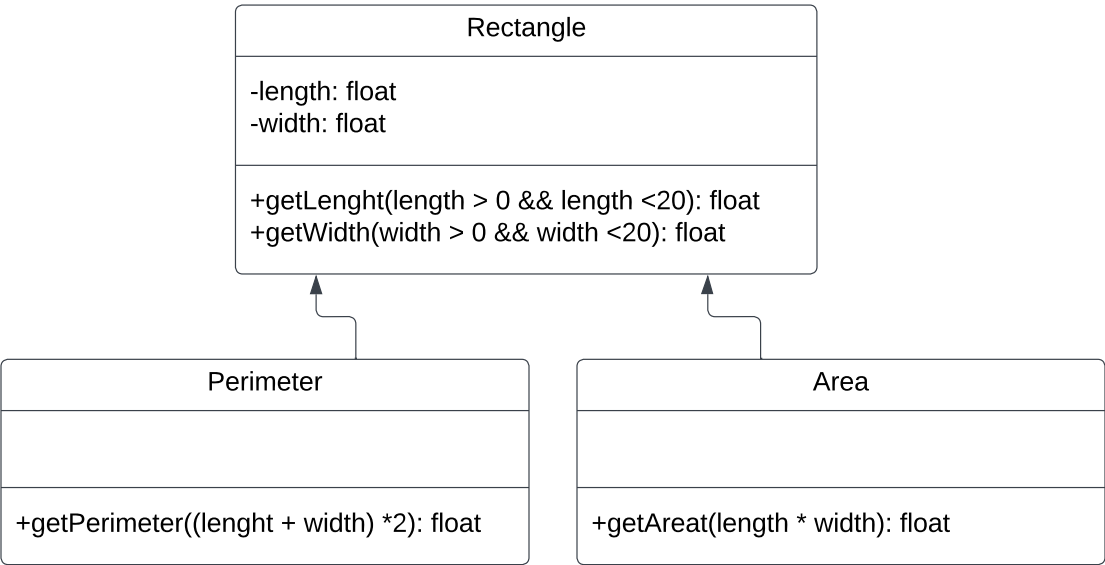 Rectangle
-length: float
-width: float
+getLenght(length > 0 && length <20): float
+getWidth(width > 0 && width <20): float
Perimeter
+getPerimeter((lenght + width) *2): float
Area
+getAreat(length * width): float